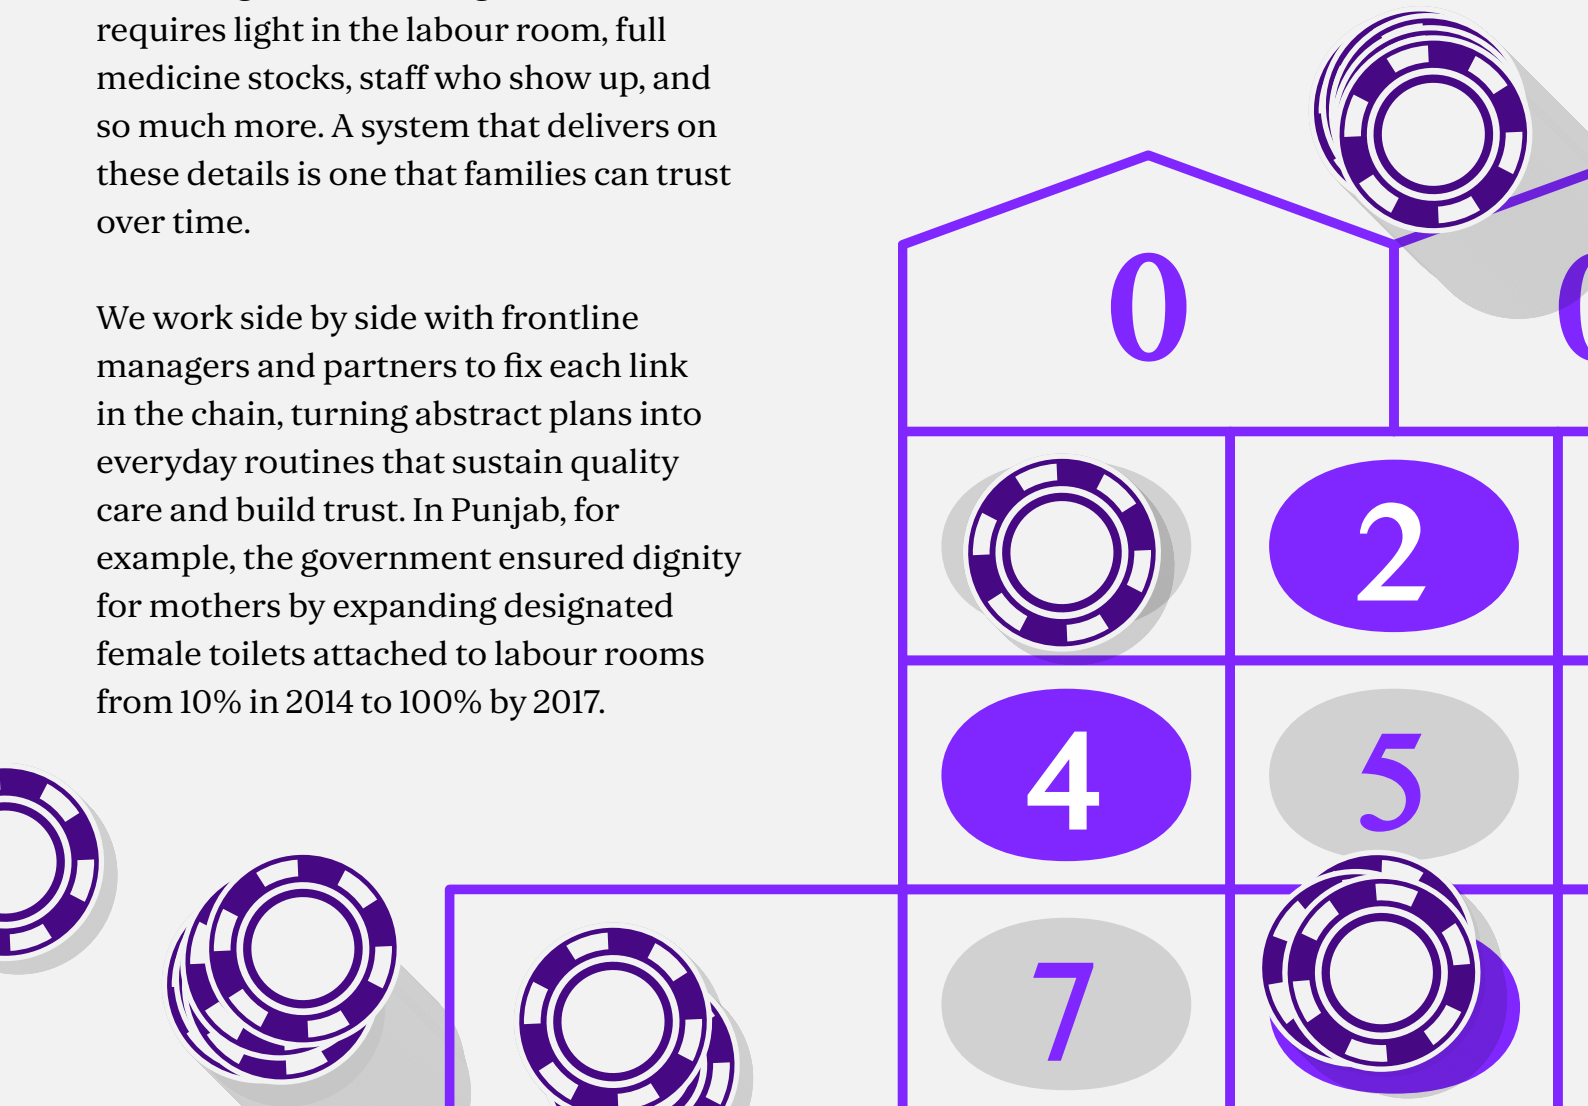 requires light in the labour room, full
medicine stocks, staff who show up, and
so much more. A system that delivers on
these details is one that families can trust
over time.
We work side by side with frontline
managers and partners to fix each link
in the chain, turning abstract plans into
everyday routines that sustain quality
care and build trust. In Punjab, for
example, the government ensured dignity
for mothers by expanding designated
female toilets attached to labour rooms
from 10% in 2014 to 100% by 2017.
0
2
4
5
7